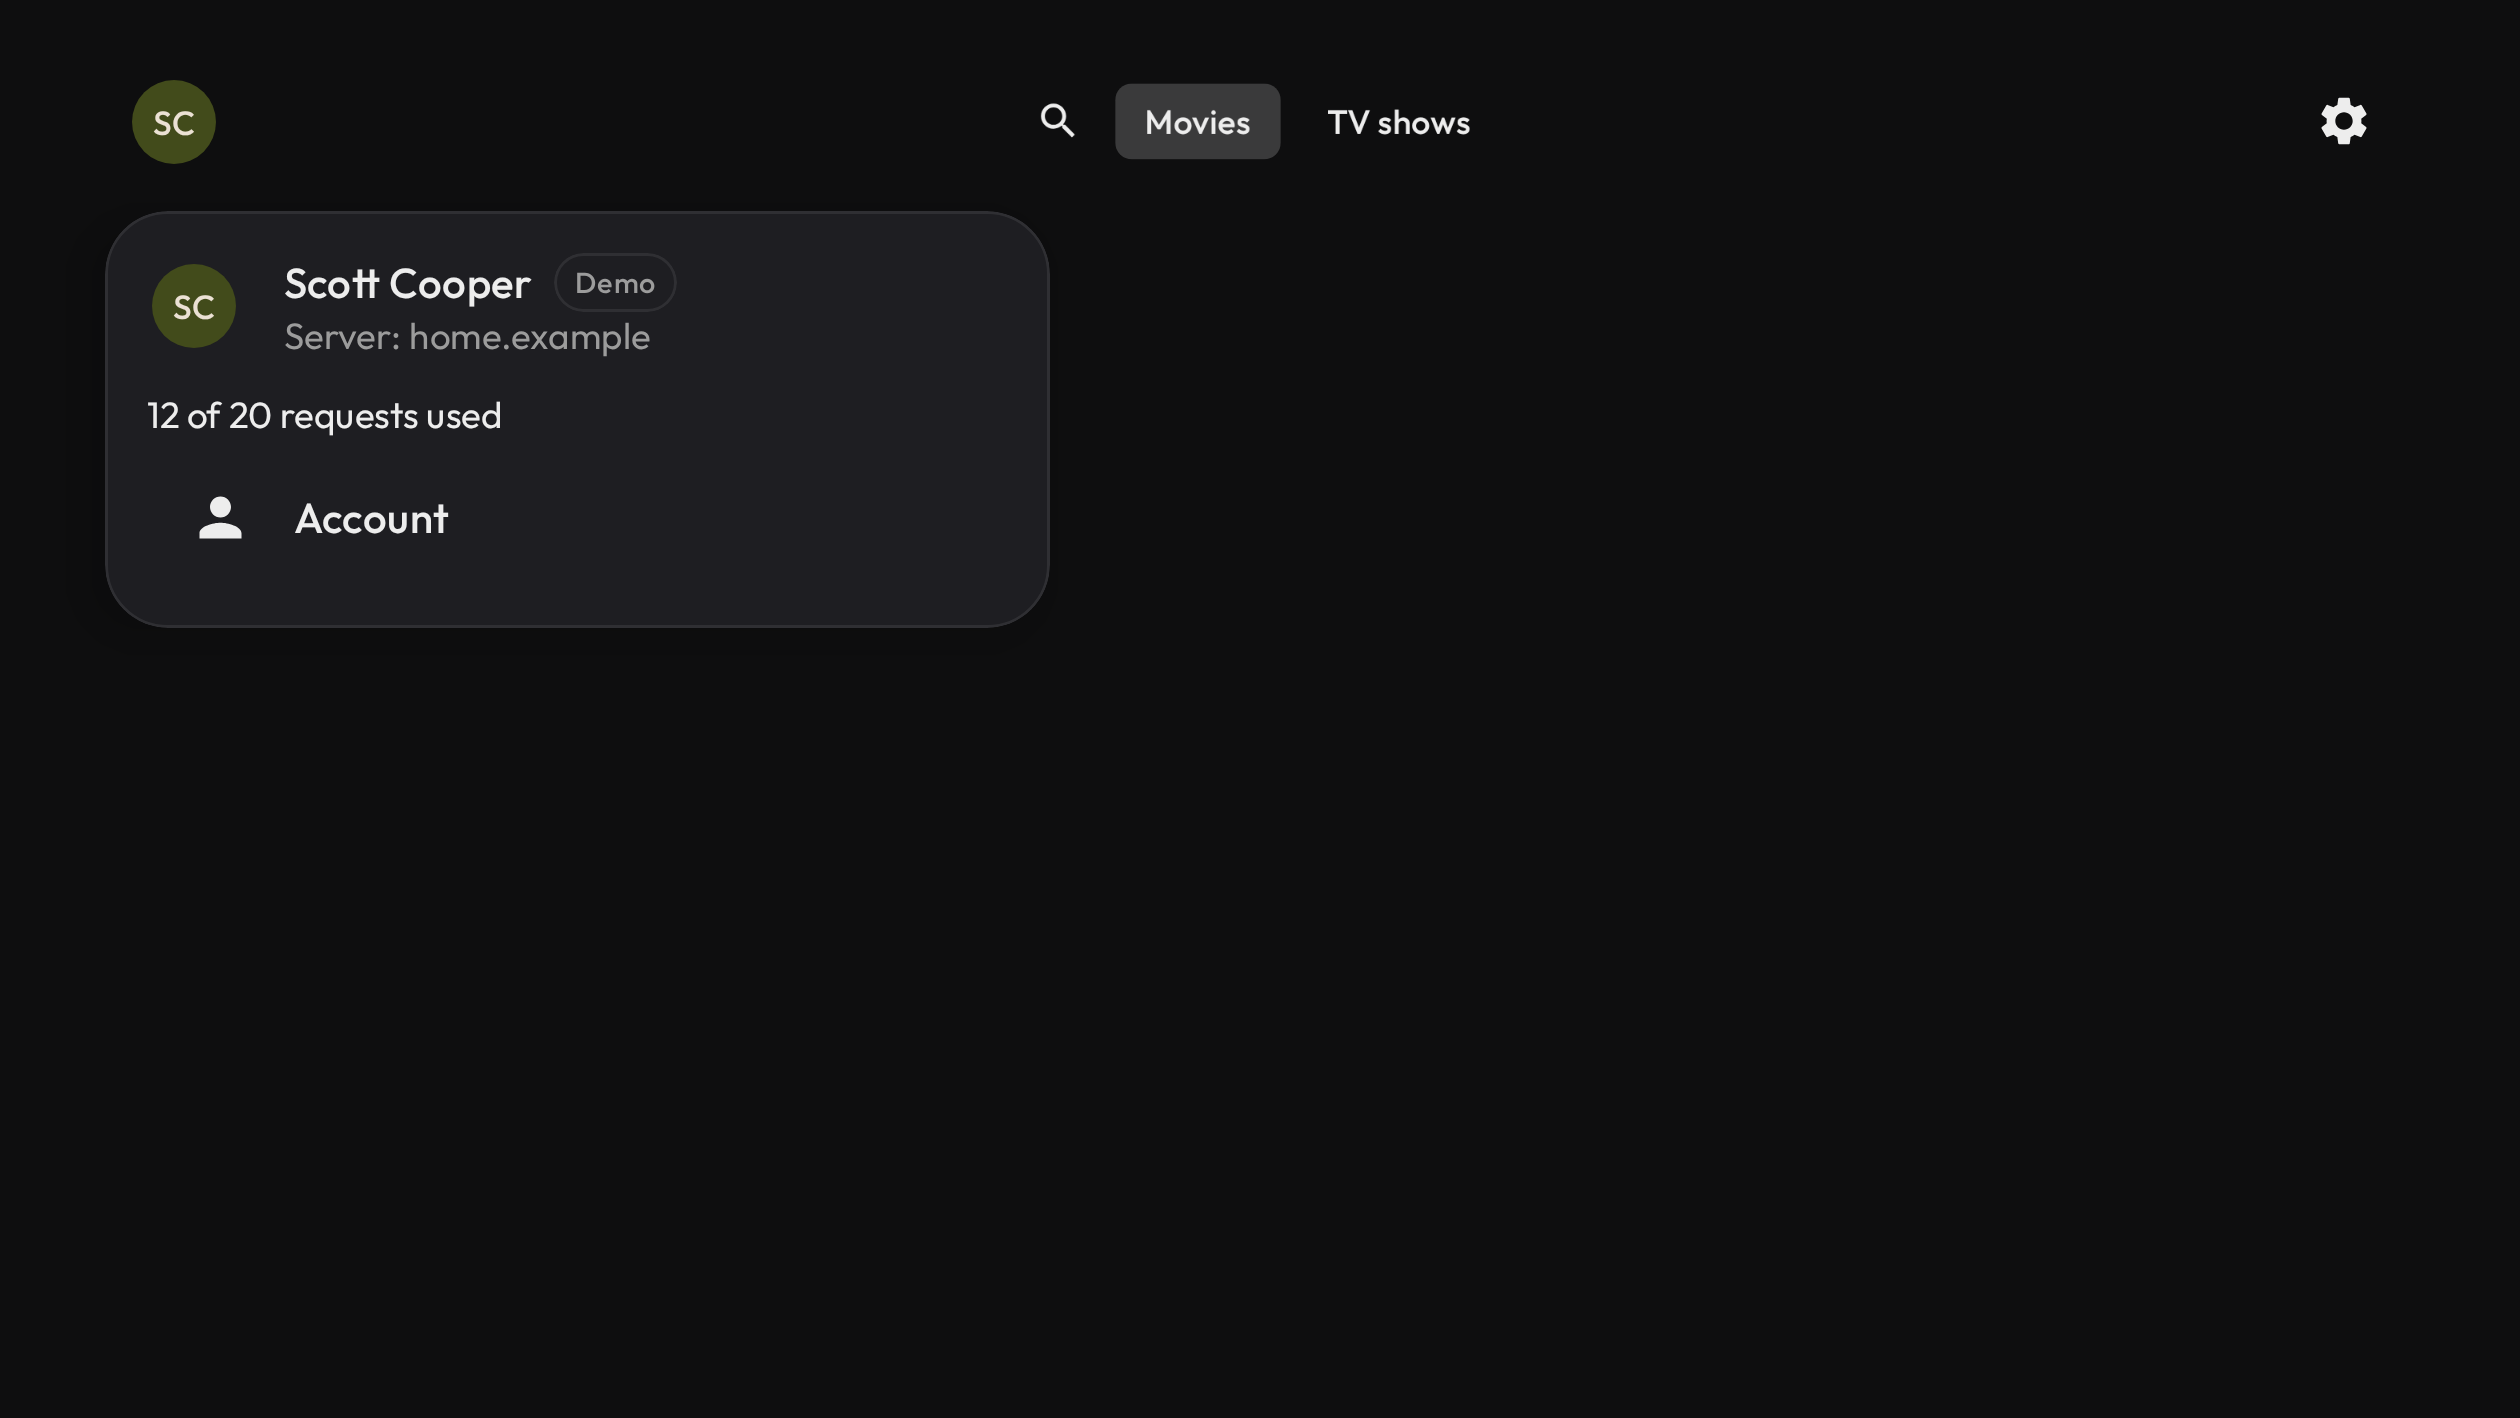 SC
Movies
TV shows
SC
Scott Cooper
Demo
Server: home.example
12 of 20 requests used
Account